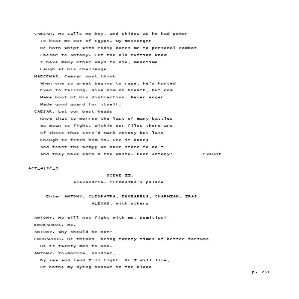 CAESAR. He calls me boy, and chides as he had power
To beat me out of Egypt. My messenger
He hath whipt with rods; dares me to personal combat,
Caesar to Antony. Let the old ruffian know
I have many other ways to die, meantime
Laugh at his challenge.
MAECENAS. Caesar must think
When one so great begins to rage, he's hunted
Even to falling. Give him no breath, but now
Make boot of his distraction. Never anger
Made good guard for itself.
CAESAR. Let our best heads
Know that to-morrow the last of many battles
We mean to fight. Within our files there are
Of those that serv'd Mark Antony but late
Enough to fetch him in. See it done;
And feast the army; we have store to do't,
And they have earn'd the waste. Poor Antony! Exeunt
SCENE II.
Alexandria. CLEOPATRA's palace
Enter ANTONY, CLEOPATRA, ENOBARBUS, CHARMIAN, IRAS,
ALEXAS, with others
ANTONY. He will not fight with me, Domitius?
ENOBARBUS. No.
ANTONY. Why should he not?
ENOBARBUS. He thinks, being twenty times of better fortune,
He is twenty men to one.
ANTONY. To-morrow, soldier,
By sea and land I'll fight. Or I will live,
Or bathe my dying honour in the blood